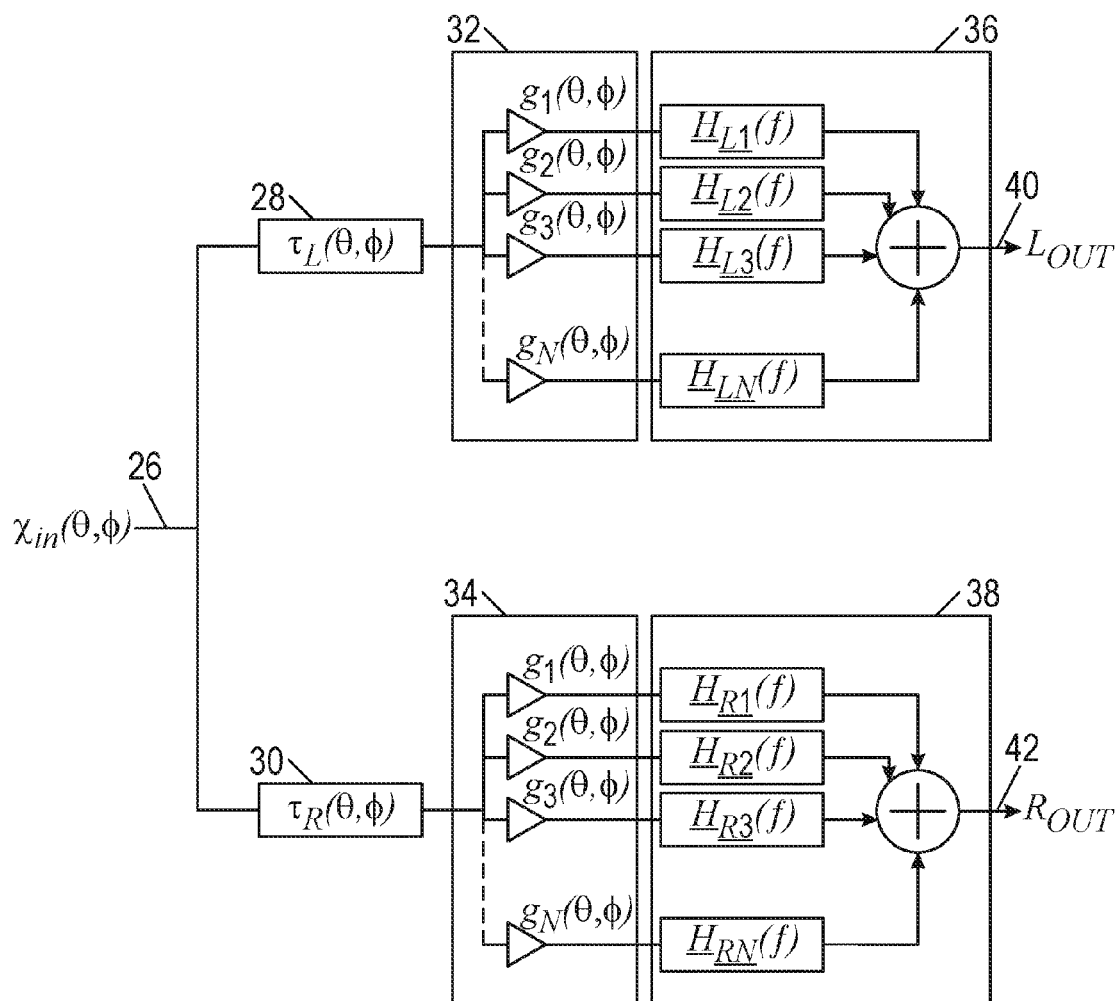 32
36
g1(θ,ϕ)
HL1(f)
g2(θ,ϕ)
HL2(f)
28
g3(θ,ϕ)
40
τL(θ,ϕ)
HL3(f)
LOUT
gN(θ,ϕ)
HLN(f)
26
χin(θ,ϕ)
34
38
g1(θ,ϕ)
HR1(f)
g2(θ,ϕ)
HR2(f)
30
g3(θ,ϕ)
42
τR(θ,ϕ)
HR3(f)
ROUT
gN(θ,ϕ)
HRN(f)